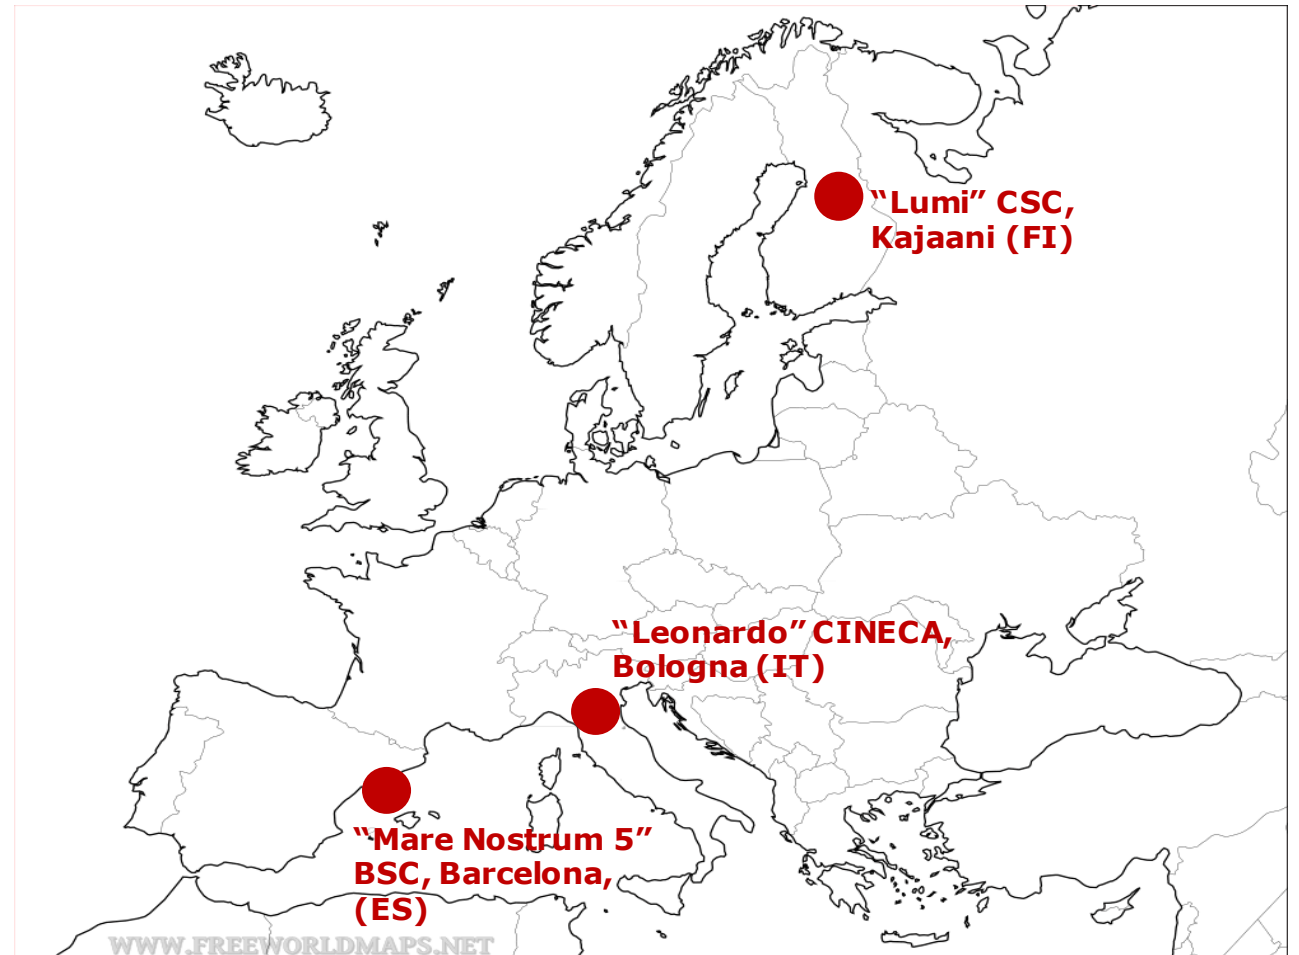 “Lumi” CSC,
Kajaani (FI)
“Leonardo” CINECA,
Bologna (IT)
“Mare Nostrum 5”
BSC, Barcelona,
(ES)
WWW.FREEWORLDMAPS.NET